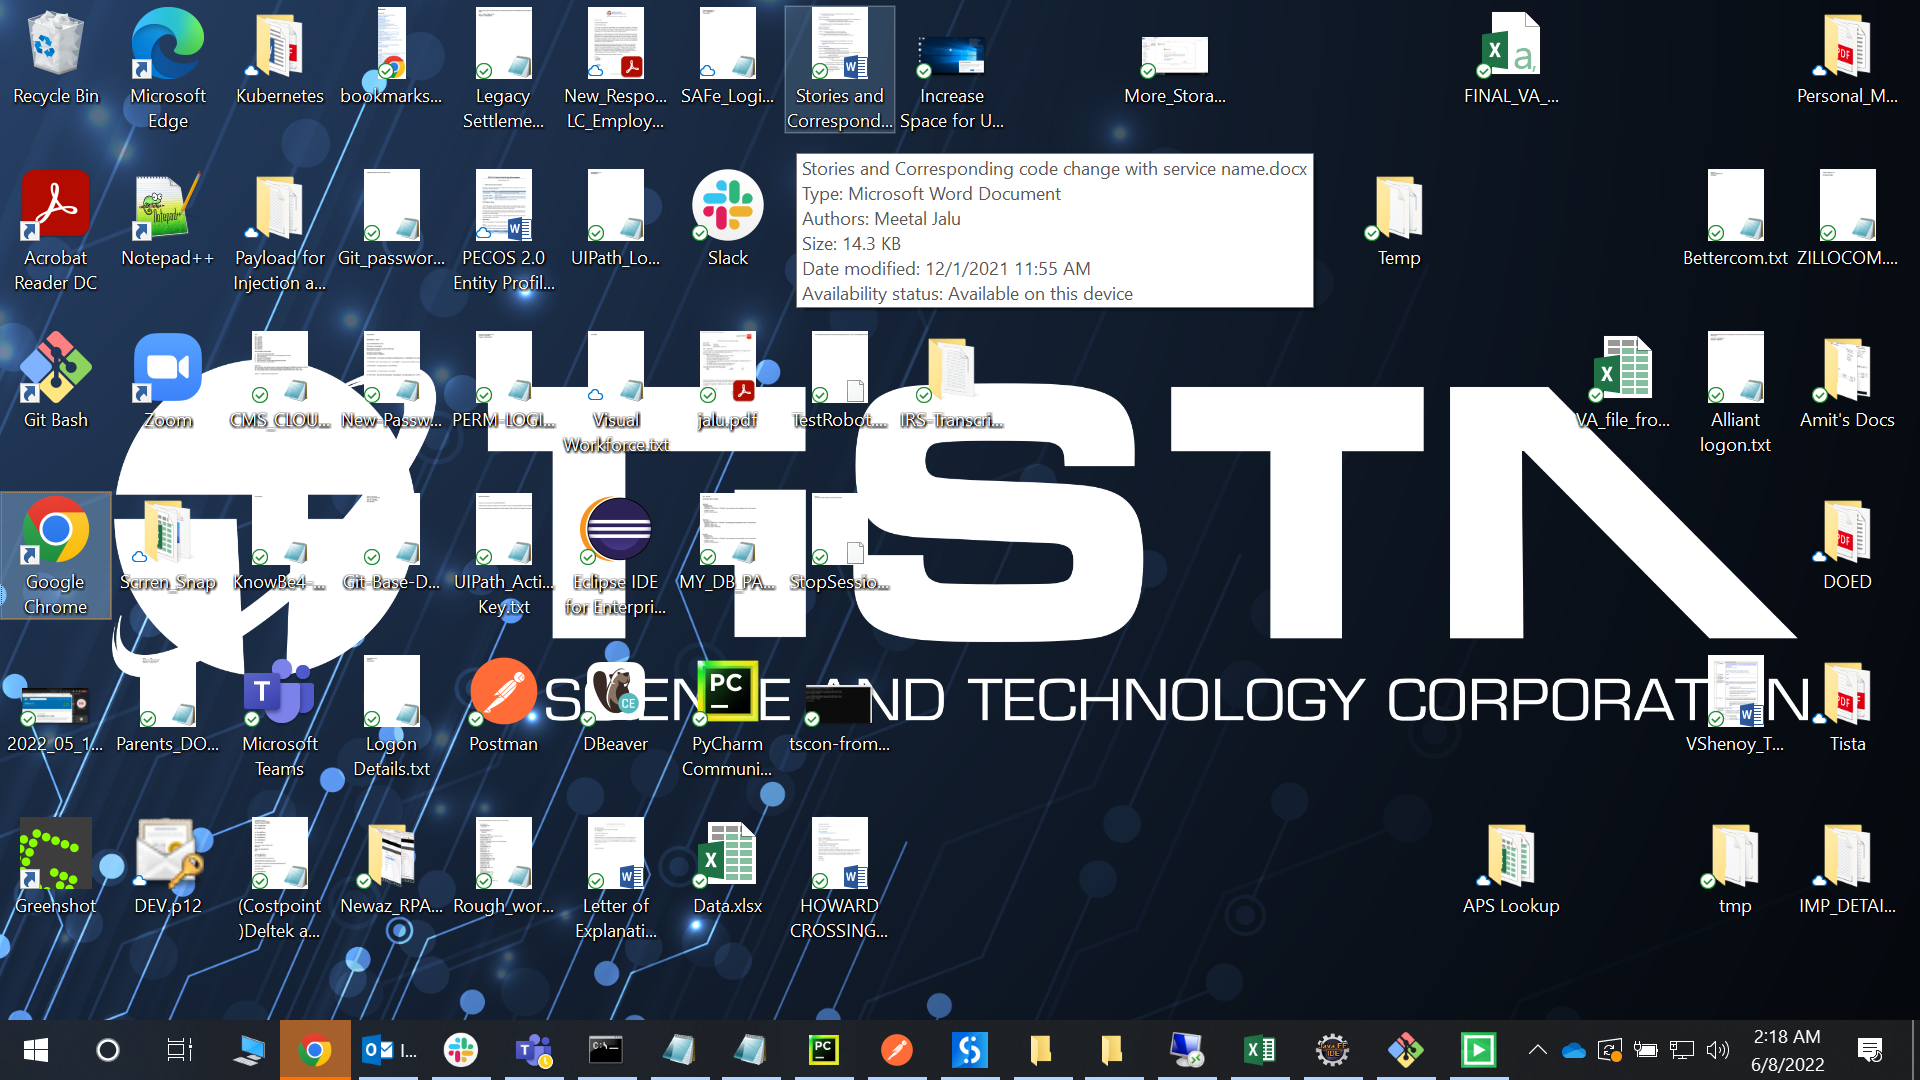 Recycle Bin
Microsoft
Edge
Kubernetes
bookmarks...
Legacy
Settleme...
New_Respo...
LC_Employ...
SAFe_Logi...
Stories and
Correspond...
Increase
Space for U...
More_Stora...
FINAL_VA_...
Personal_M...
Stories and Corresponding code change with service name.docx
Type: Microsoft Word Document
Authors: Meetal Jalu
Size: 14.3 KB
Date modified: 12/1/2021 11:55 AM
Availability status: Available on this device
Acrobat
Reader DC
Notepad++
Payload for
Injection a...
Git_passwor...
PECOS 2.0
Entity Profil...
UIPath_Lo...
Slack
Temp
Bettercom.txt
ZILLOCOM....
Git Bash
Zoom
CMS_CLOU...
New-Passw...
PERM-LOGI...
Visual
Workforce.txt
jalu.pdf
TestRobot...
IRS-Transcri...
VA_file_fro...
Alliant
logon.txt
Amit's Docs
TISTA
Google
Chrome
Scrren_Snap
KnowBe4-...
Git-Base-D...
UIPath_Acti...
Key.txt
Eclipse IDE
for Enterpri...
MY_DB_PA...
StopSessio...
DOED
SCIENCE AND TECHNOLOGY CORPORATION
2022_05_1...
Parents_DO...
Microsoft
Teams
Logon
Details.txt
Postman
DBeaver
PyCharm
Communi...
tscon-from...
VShenoy_T...
Tista
Greenshot
DEV.p12
(Costpoint
)Deltek a...
Newaz_RPA...
Rough_wor...
Letter of
Explanati...
Data.xlsx
HOWARD
CROSSING...
APS Lookup
tmp
IMP_DETAI...
I...
2:18 AM
6/8/2022